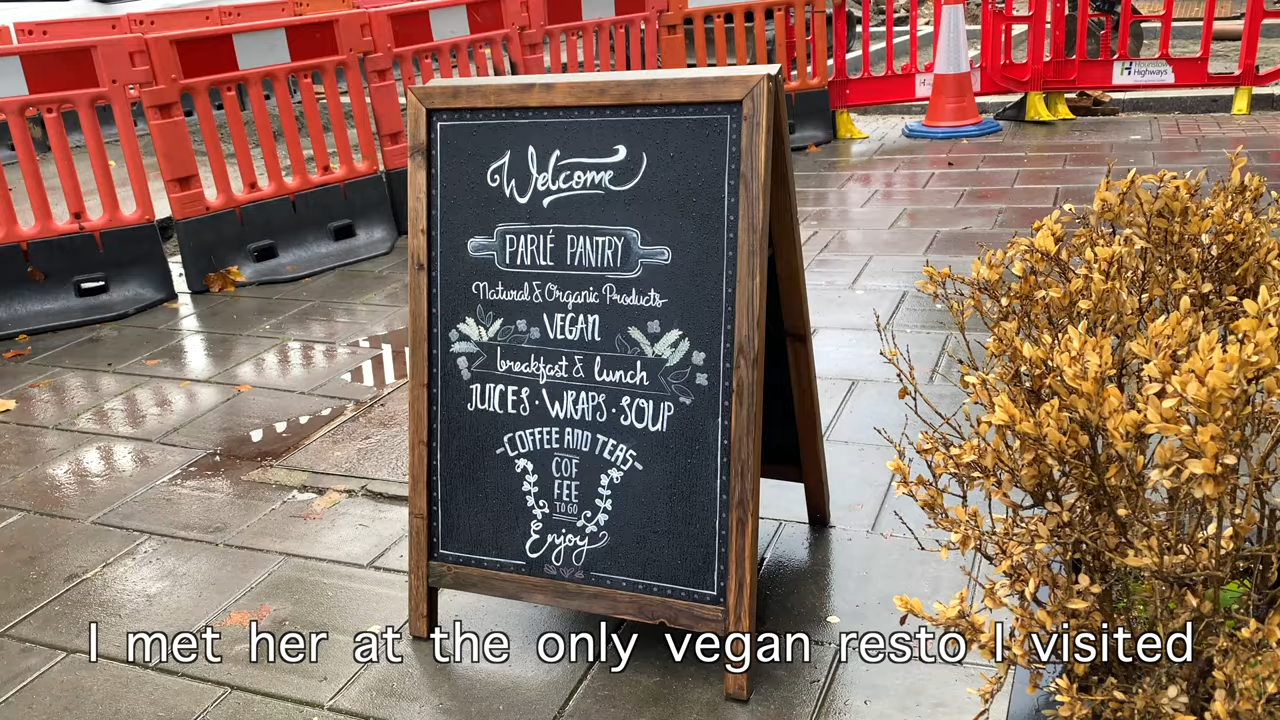 Hounslow
Highways
Welcome
PARLÉ PANTRY
Natural & Organic Products
VEGAN
breakfast & lunch
JUICES · WRAPS · SOUP
-COFFEE AND TEAS-
COF
FEE
TO GO
Enjoy
I met her at the only vegan resto I visited